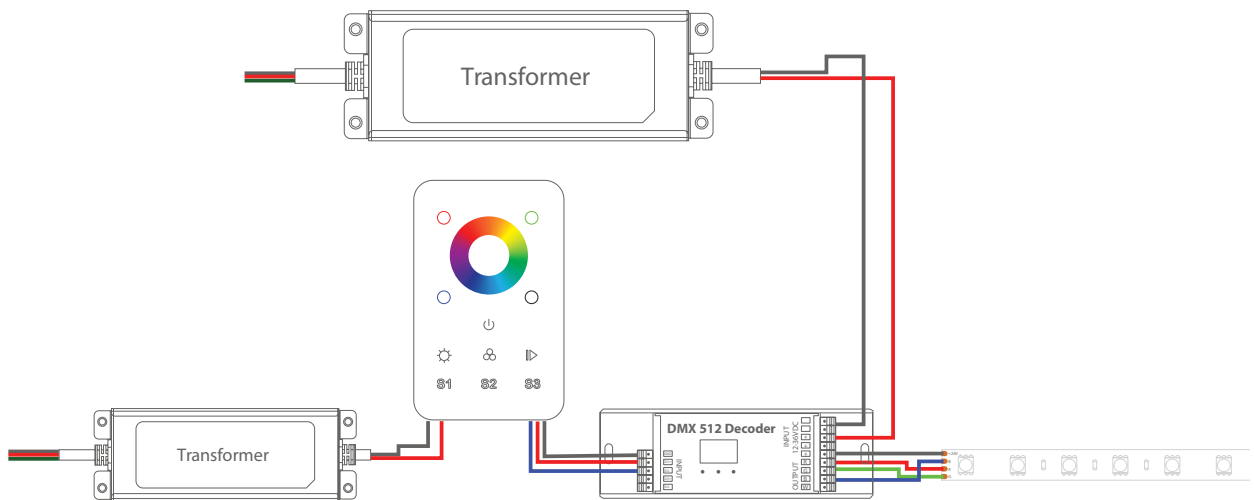 Transformer
S1 S2 S3
Transformer
DMX 512 Decoder
INPUT
INPUT
12-36VDC
OUTPUT